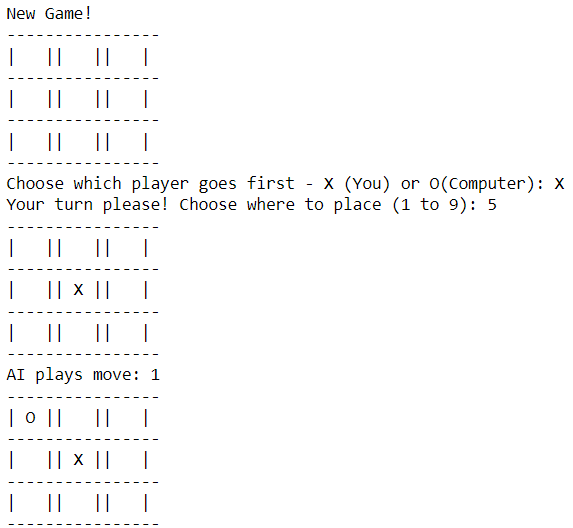 New Game!
----------------
|   ||   ||   |
----------------
|   ||   ||   |
----------------
|   ||   ||   |
----------------
Choose which player goes first - X (You) or O(Computer): X
Your turn please! Choose where to place (1 to 9): 5
----------------
|   ||   ||   |
----------------
|   || X ||   |
----------------
|   ||   ||   |
----------------
AI plays move: 1
----------------
| O ||   ||   |
----------------
|   || X ||   |
----------------
|   ||   ||   |
----------------